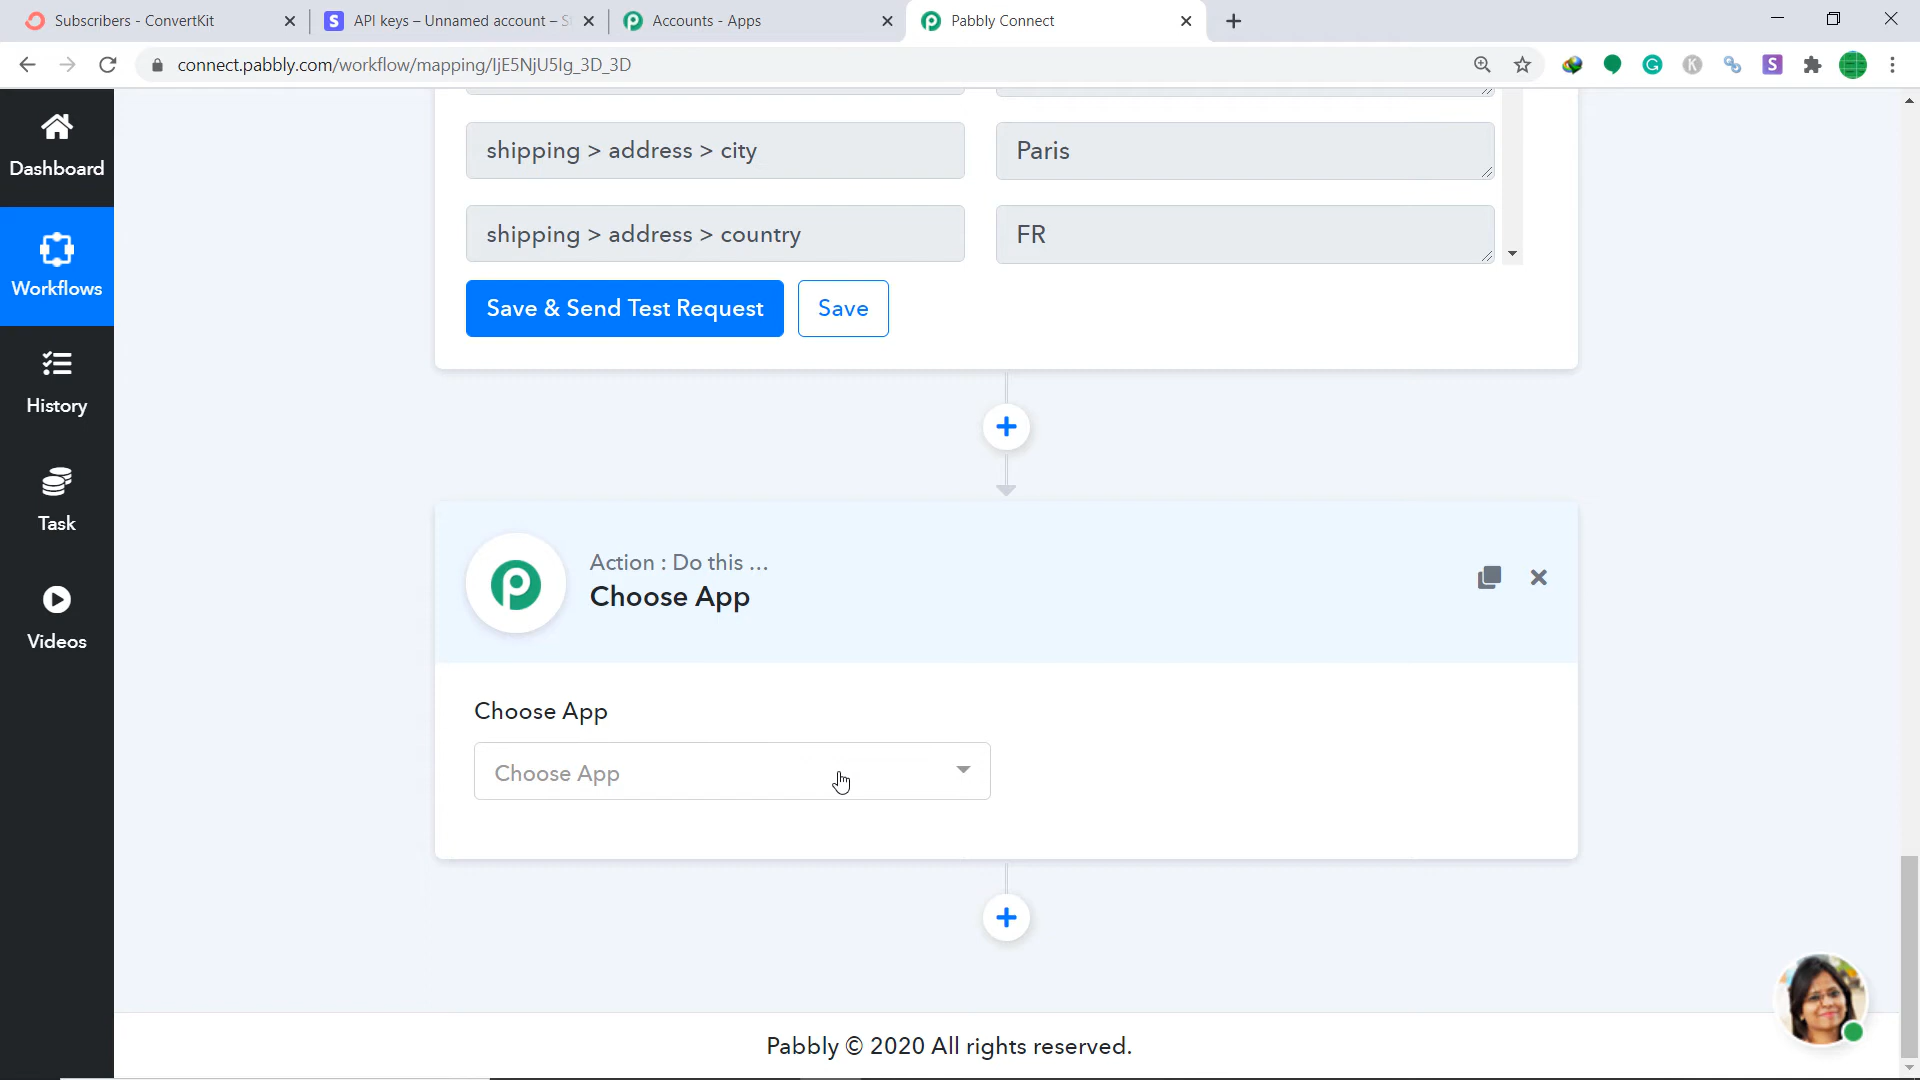 Subscribers - ConvertKit
API keys – Unnamed account –
Accounts - Apps
Pabbly Connect
connect.pabbly.com/workflow/mapping/IjE5NjU5Ig_3D_3D
Dashboard
Workflows
History
Task
Videos
shipping > address > city
Paris
shipping > address > country
FR
Save & Send Test Request
Save
Action : Do this ...
Choose App
Choose App
Choose App
Pabbly © 2020 All rights reserved.